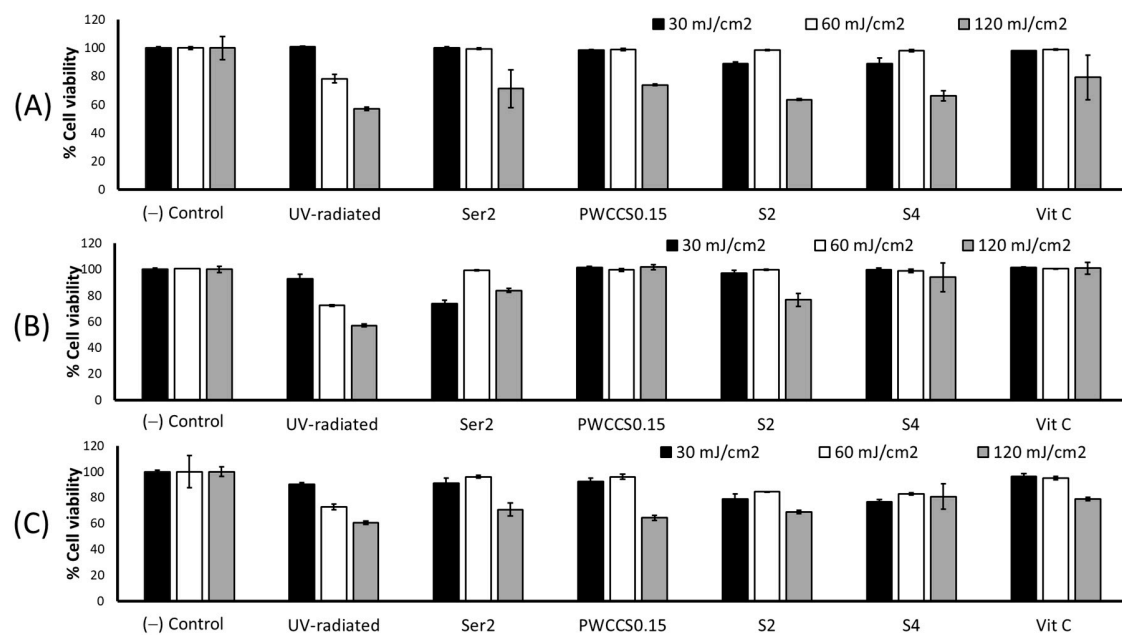 (A)
% Cell viability
120
100
80
60
40
20
0
30 mJ/cm2 60 mJ/cm2 120 mJ/cm2
(−) Control UV-radiated Ser2 PWCCS0.15 S2 S4 Vit C
(B)
% Cell viability
120
100
80
60
40
20
0
30 mJ/cm2 60 mJ/cm2 120 mJ/cm2
(−) Control UV-radiated Ser2 PWCCS0.15 S2 S4 Vit C
(C)
% Cell viability
120
100
80
60
40
20
0
30 mJ/cm2 60 mJ/cm2 120 mJ/cm2
(−) Control UV-radiated Ser2 PWCCS0.15 S2 S4 Vit C